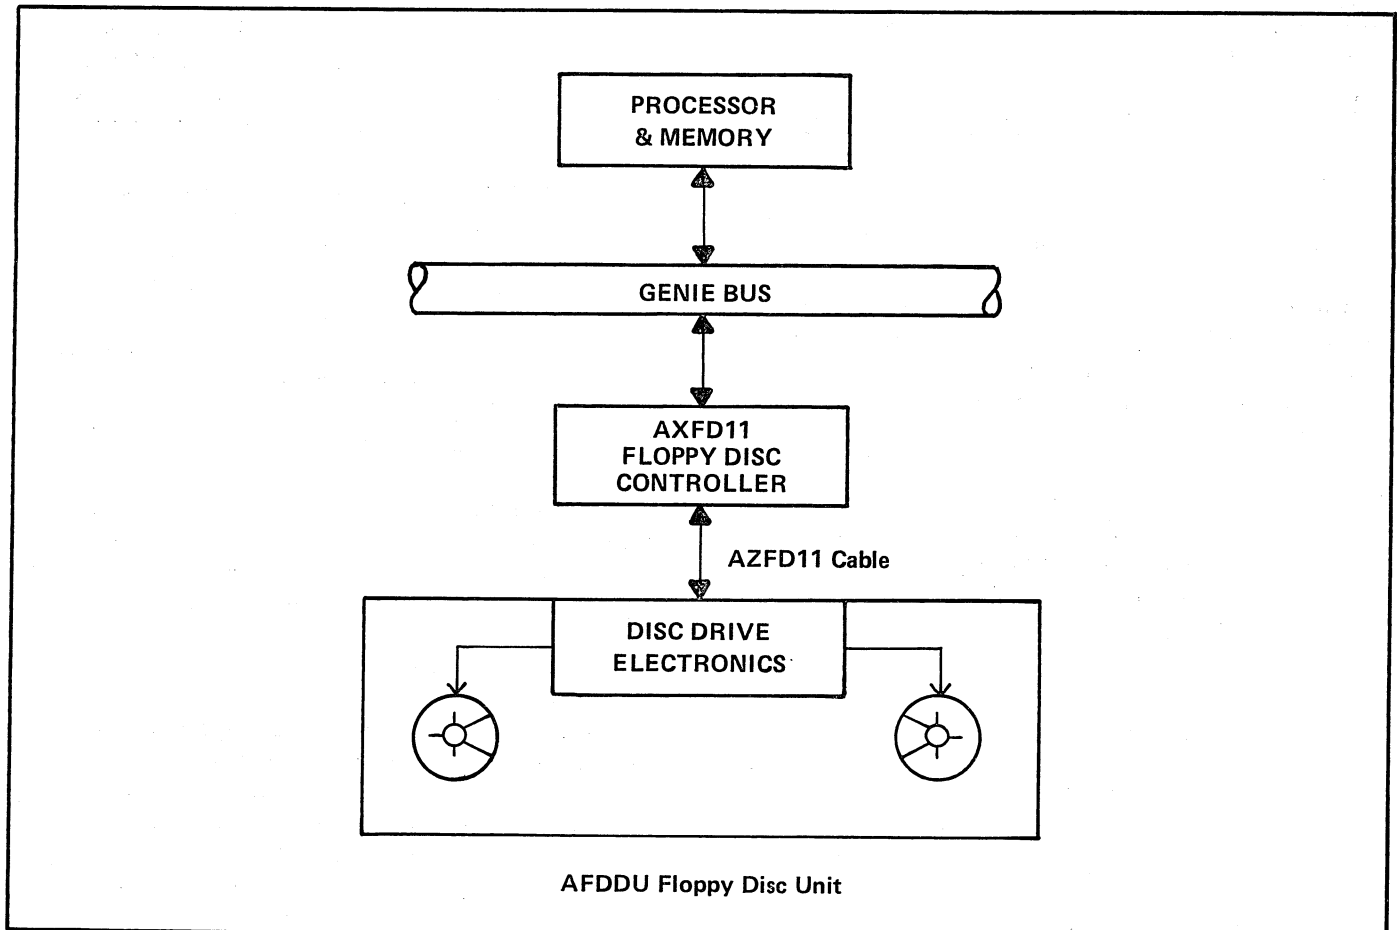 PROCESSOR
& MEMORY
GENIE BUS
AXFD11
FLOPPY DISC
CONTROLLER
AZFD11 Cable
DISC DRIVE
ELECTRONICS
AFDDU Floppy Disc Unit